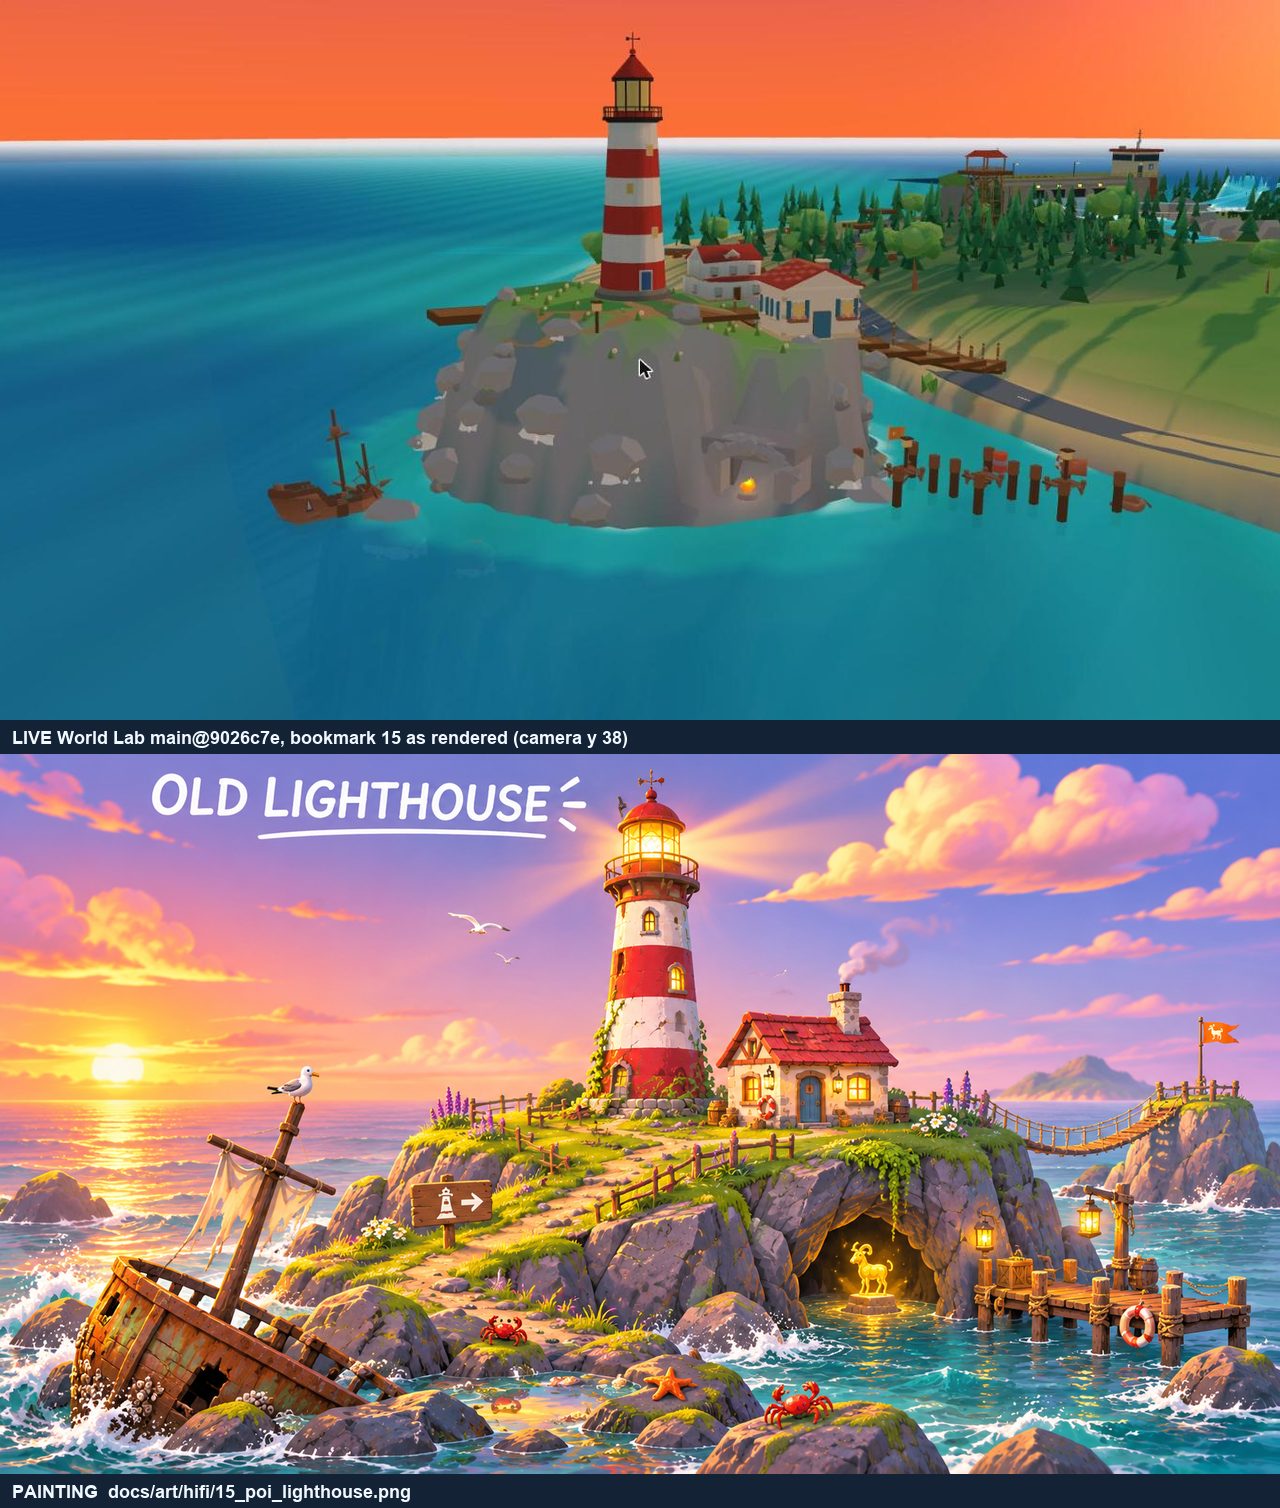 LIVE World Lab main@9026c7e, bookmark 15 as rendered (camera y 38)
OLD LIGHTHOUSE
PAINTING docs/art/hifi/15_poi_lighthouse.png